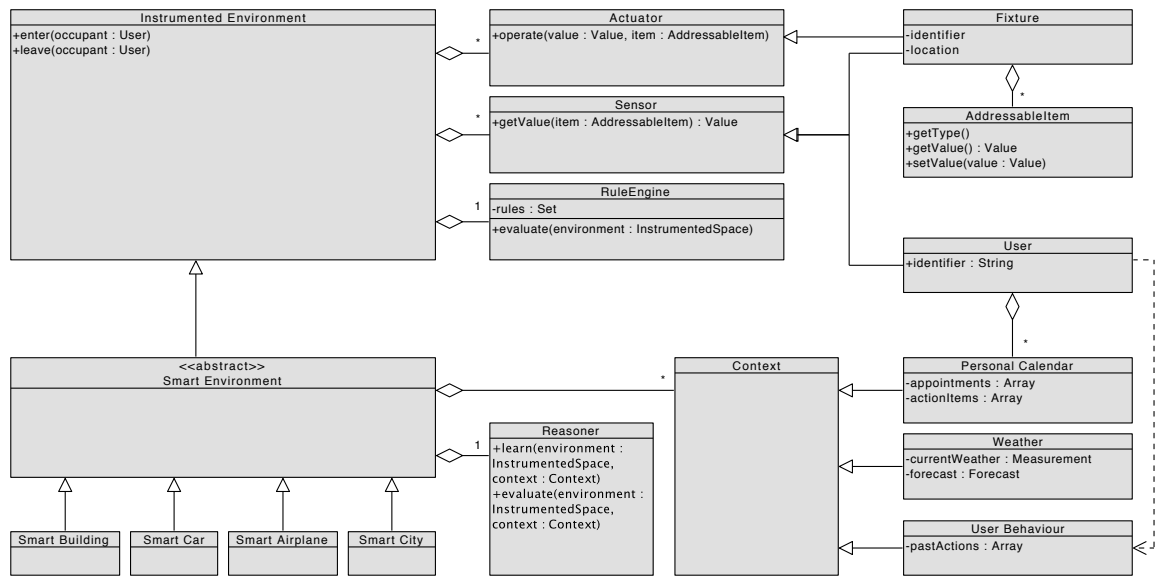 Instrumented Environment
+enter(occupant : User)
+leave(occupant : User)
*
*
1
Actuator
+operate(value : Value, item : AddressableItem)
Sensor
+getValue(item : AddressableItem) : Value
RuleEngine
-rules : Set
+evaluate(environment : InstrumentedSpace)
Fixture
-identifier
-location
*
AddressableItem
+getType()
+getValue() : Value
+setValue(value : Value)
User
+identifier : String
*
<<abstract>>
Smart Environment
*
1
Reasoner
+learn(environment :
InstrumentedSpace,
context : Context)
+evaluate(environment :
InstrumentedSpace,
context : Context)
Context
Personal Calendar
-appointments : Array
-actionItems : Array
Weather
-currentWeather : Measurement
-forecast : Forecast
User Behaviour
-pastActions : Array
Smart Building
Smart Car
Smart Airplane
Smart City